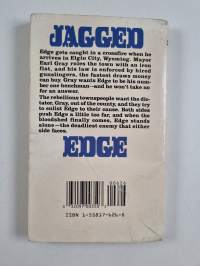 JAGGED
Edge gets caught in a crossfire when he
arrives in Elgin City, Wyoming. Mayor
Earl Gray rules the town with an iron
fist, and his law is enforced by hired
gunslingers, the fastest draws money
can buy. Gray wants Edge to be his num-
ber one henchman—and he won't take no
for an answer.
The rebellious townspeople want the dic-
tator, Gray, out of the county, and they
try to enlist Edge to their cause. Both sides
push Edge a little too far, and when the
bloodshed finally comes, Edge stands
alone—the deadliest enemy that either
side faces.
EDGE
ISBN 1-55817-626-8